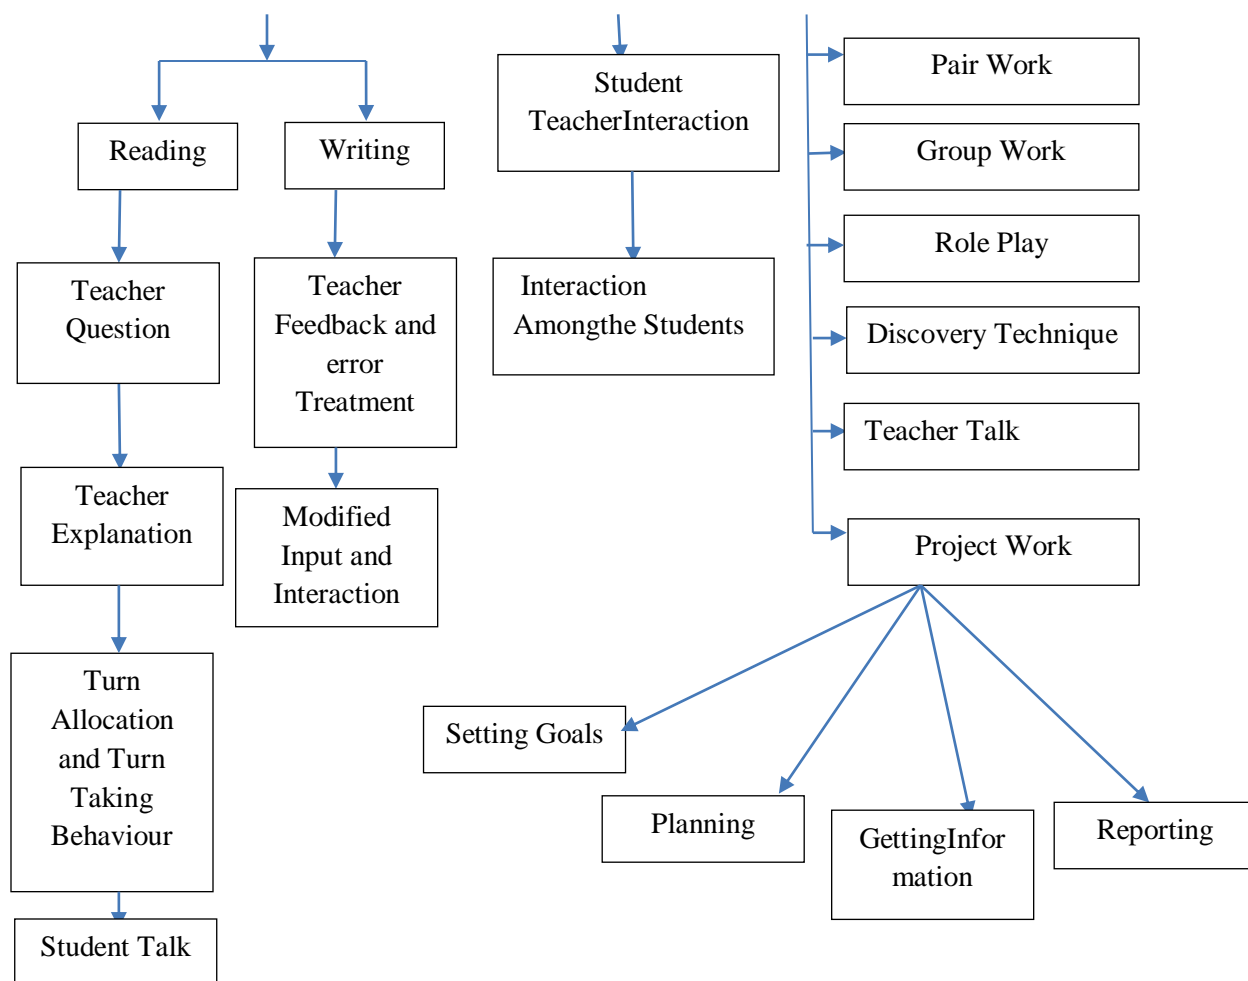 Reading
Writing
Teacher
Question
Teacher
Feedback and
error
Treatment
Teacher
Explanation
Modified
Input and
Interaction
Turn
Allocation
and Turn
Taking
Behaviour
Student Talk
Student
TeacherInteraction
Interaction
Amongthe Students
Pair Work
Group Work
Role Play
Discovery Technique
Teacher Talk
Project Work
Setting Goals
Planning
GettingInfor
mation
Reporting